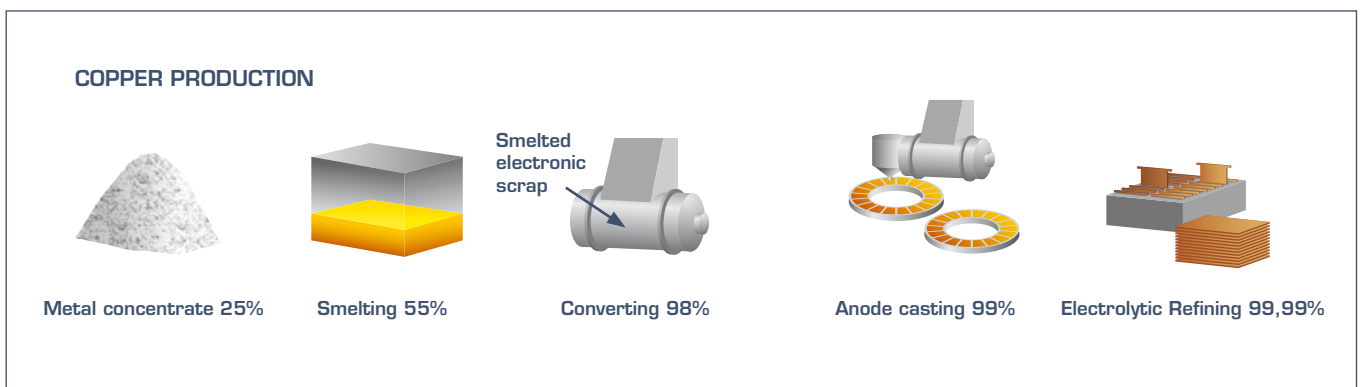 COPPER PRODUCTION
Smelted
electronic
scrap
Metal concentrate 25%
Smelting 55%
Converting 98%
Anode casting 99%
Electrolytic Refining 99,99%